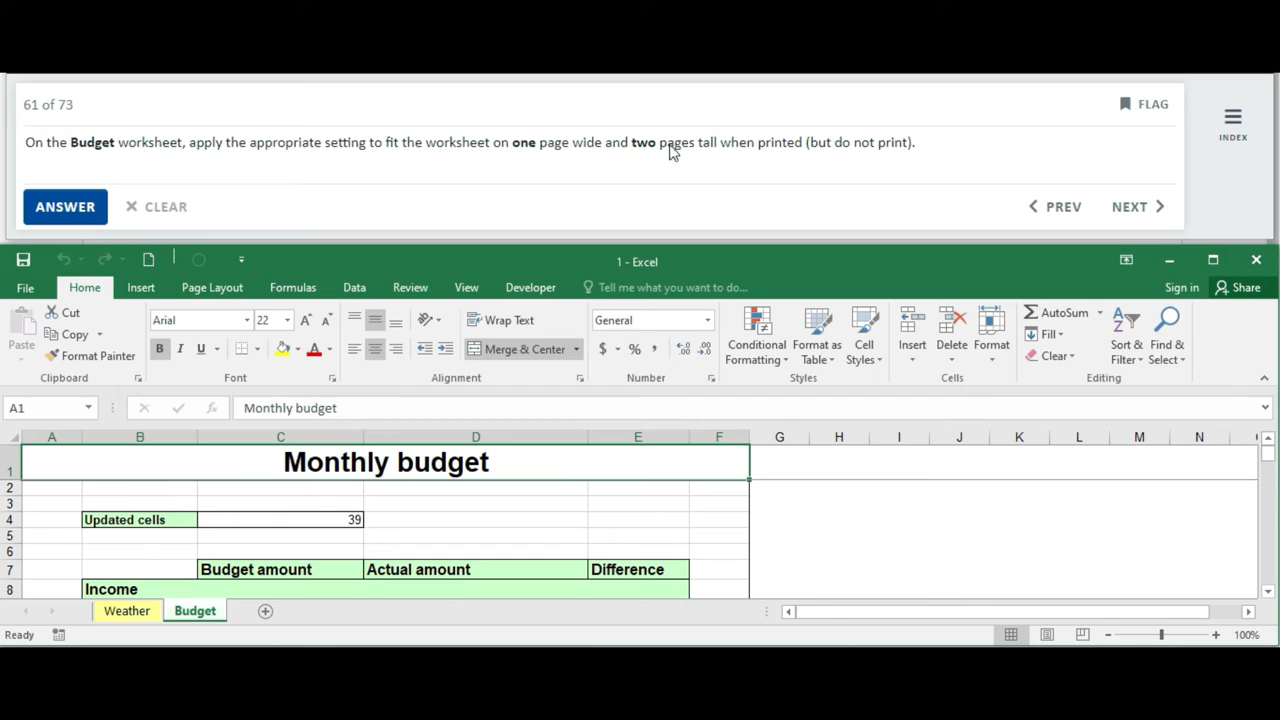 61 of 73
FLAG
INDEX
On the Budget worksheet, apply the appropriate setting to fit the worksheet on one page wide and two pages tall when printed (but do not print).
ANSWER
CLEAR
PREV
NEXT
1 - Excel
File
Home
Insert
Page Layout
Formulas
Data
Review
View
Developer
Tell me what you want to do...
Sign in
Share
Paste
Cut
Copy
Format Painter
Clipboard
Arial
22
B I U
Font
Wrap Text
Merge & Center
Alignment
General
$ % ,
Number
Conditional Formatting
Format as Table
Cell Styles
Styles
Insert
Delete
Format
Cells
AutoSum
Fill
Clear
Sort & Filter
Find & Select
Editing
A1
fx
Monthly budget
A B C D E F G H I J K L M N
1 Monthly budget
2
3
4 Updated cells 39
5
6
7 Budget amount Actual amount Difference
8 Income
Weather
Budget
Ready
100%